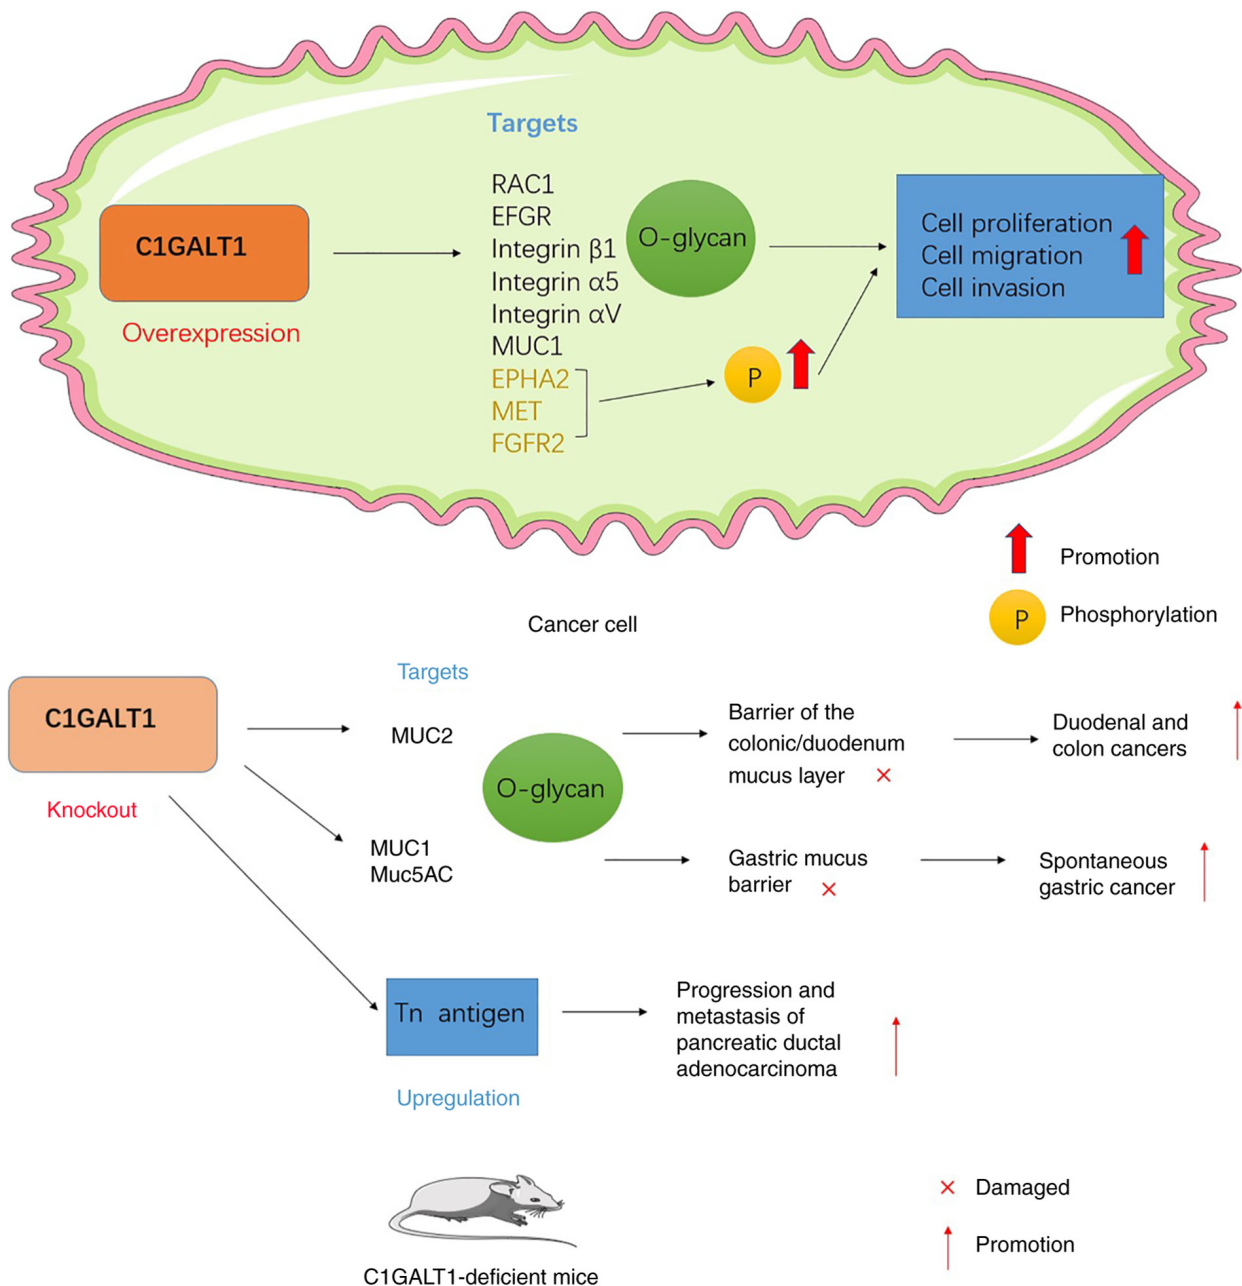 Targets
C1GALT1
Overexpression
RAC1
EFGR
Integrin β1
Integrin α5
Integrin αV
MUC1
EPHA2
MET
FGFR2
O-glycan
P
Cell proliferation
Cell migration
Cell invasion
Promotion
P
Phosphorylation
Cancer cell
Targets
C1GALT1
Knockout
MUC2
MUC1
Muc5AC
O-glycan
Barrier of the
colonic/duodenum
mucus layer
Duodenal and
colon cancers
Gastric mucus
barrier
Spontaneous
gastric cancer
Tn antigen
Upregulation
Progression and
metastasis of
pancreatic ductal
adenocarcinoma
C1GALT1-deficient mice
Damaged
Promotion